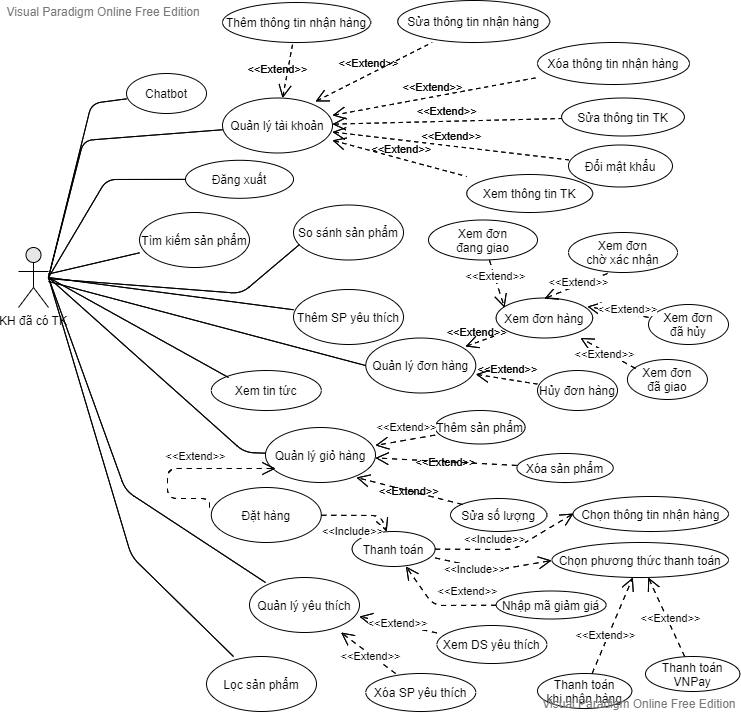 Visual Paradigm Online Free Edition
Thêm thông tin nhận hàng
Sửa thông tin nhận hàng
<<Extend>>
<<Extend>>
Xóa thông tin nhận hàng
Chatbot
<<Extend>>
Quản lý tài khoản
Sửa thông tin TK
<<Extend>>
<<Extend>>
Đổi mật khẩu
Đăng xuất
Xem thông tin TK
Tìm kiếm sản phẩm
So sánh sản phẩm
Xem đơn
đang giao
Xem đơn
chờ xác nhận
<<Extend>>
<<Extend>>
KH đã có TK
Thêm SP yêu thích
Xem đơn hàng
<<Extend>>
Xem đơn
đã hủy
<<Extend>>
<<Extend>>
Quản lý đơn hàng
<<Extend>>
Xem đơn
đã giao
Xem tin tức
Hủy đơn hàng
<<Extend>>
Thêm sản phẩm
<<Extend>>
Quản lý giỏ hàng
<<Extend>>
Xóa sản phẩm
<<Extend>>
Đặt hàng
Sửa số lượng
Chọn thông tin nhận hàng
<<Include>>
<<Include>>
Thanh toán
<<Include>>
Chọn phương thức thanh toán
<<Extend>>
Quản lý yêu thích
Nhập mã giảm giá
<<Extend>>
<<Extend>>
<<Extend>>
Xem DS yêu thích
<<Extend>>
Thanh toán
VNPay
Lọc sản phẩm
Xóa SP yêu thích
Thanh toán
khi nhận hàng
Visual Paradigm Online Free Edition